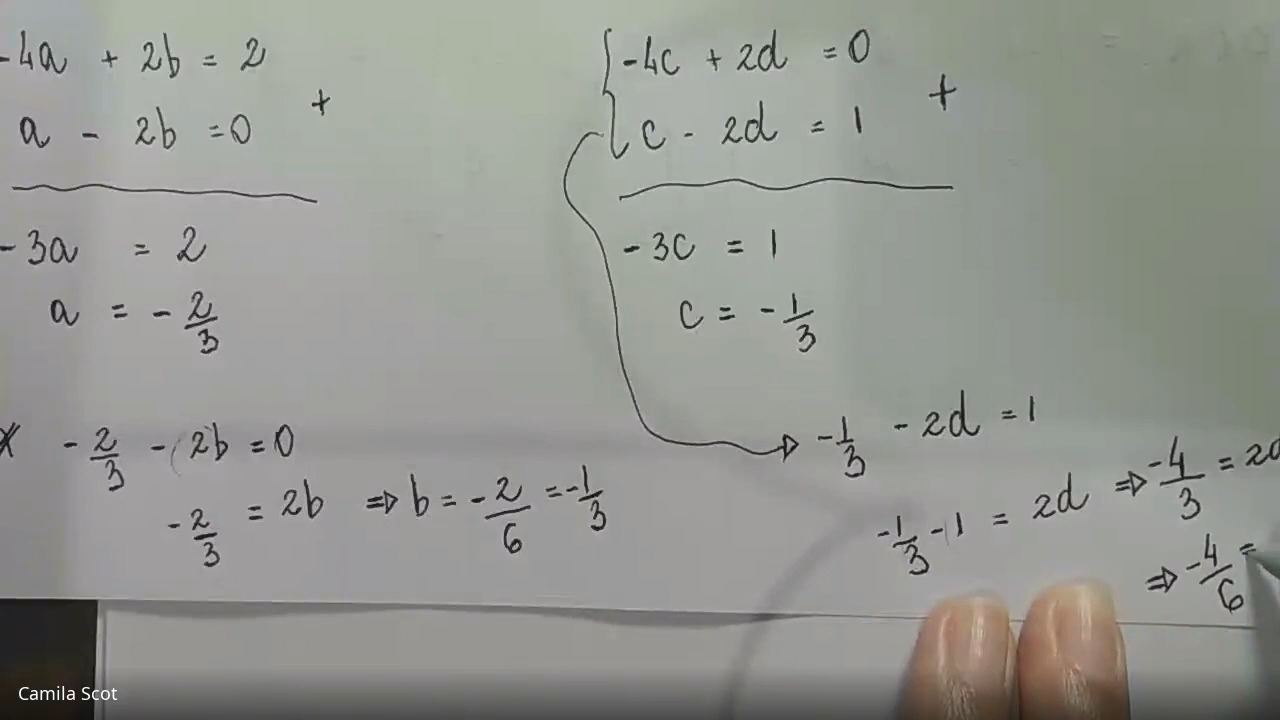 -4a + 2b = 2
a - 2b = 0
+
-3a = 2
a = -2/3
-2/3 - 2b = 0
-2/3 = 2b ⇒ b = -2/6 = -1/3
-4c + 2d = 0
c - 2d = 1
+
-3c = 1
c = -1/3
-1/3 - 2d = 1
-1/3 - 1 = 2d ⇒ -4/3 = 2d
⇒ -4/6 =
Camila Scot